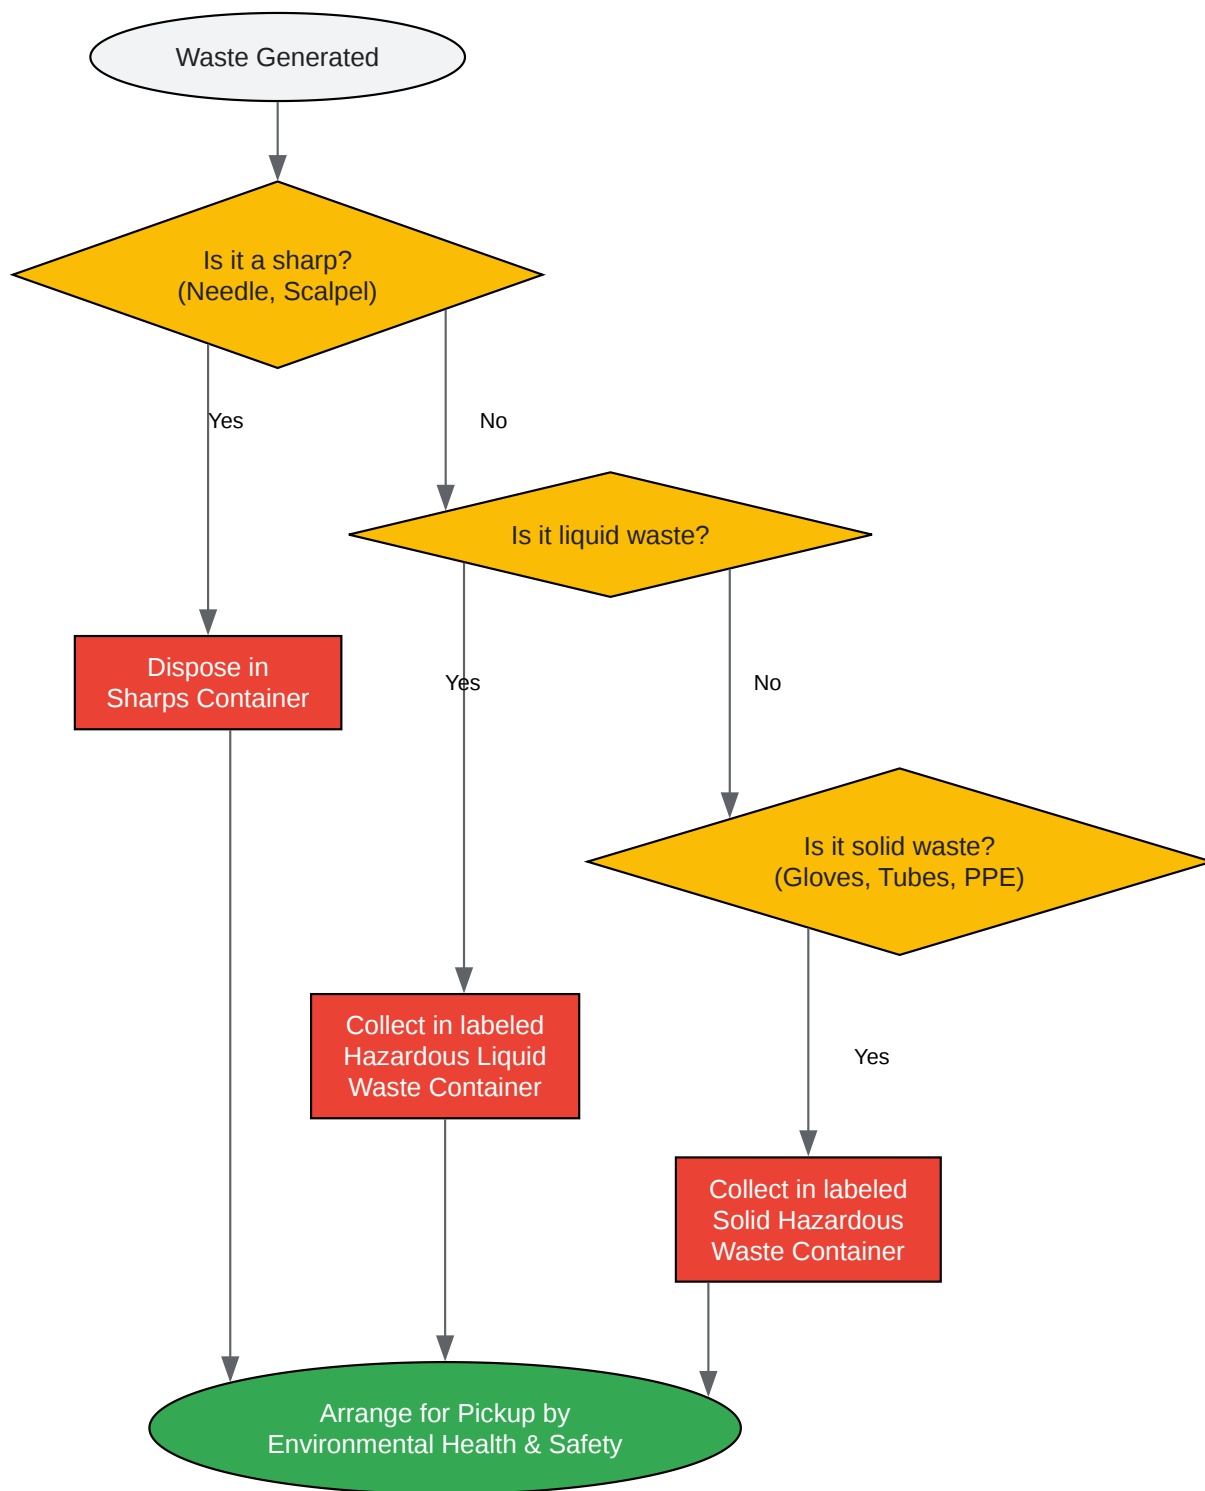 Waste Generated
Is it a sharp?
(Needle, Scalpel)
Yes
No
Is it liquid waste?
Dispose in
Sharps Container
Yes
No
Is it solid waste?
(Gloves, Tubes, PPE)
Collect in labeled
Hazardous Liquid
Waste Container
Yes
Collect in labeled
Solid Hazardous
Waste Container
Arrange for Pickup by
Environmental Health & Safety